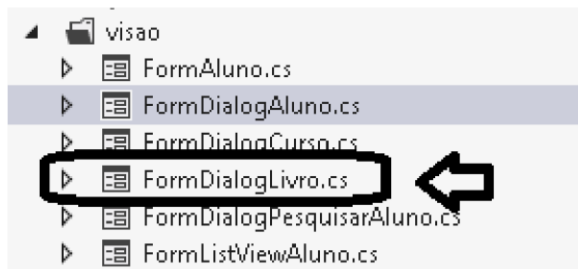 visao
FormAluno.cs
FormDialogAluno.cs
FormDialogCurso.cs
FormDialogLivro.cs
FormDialogPesquisarAluno.cs
FormListViewAluno.cs